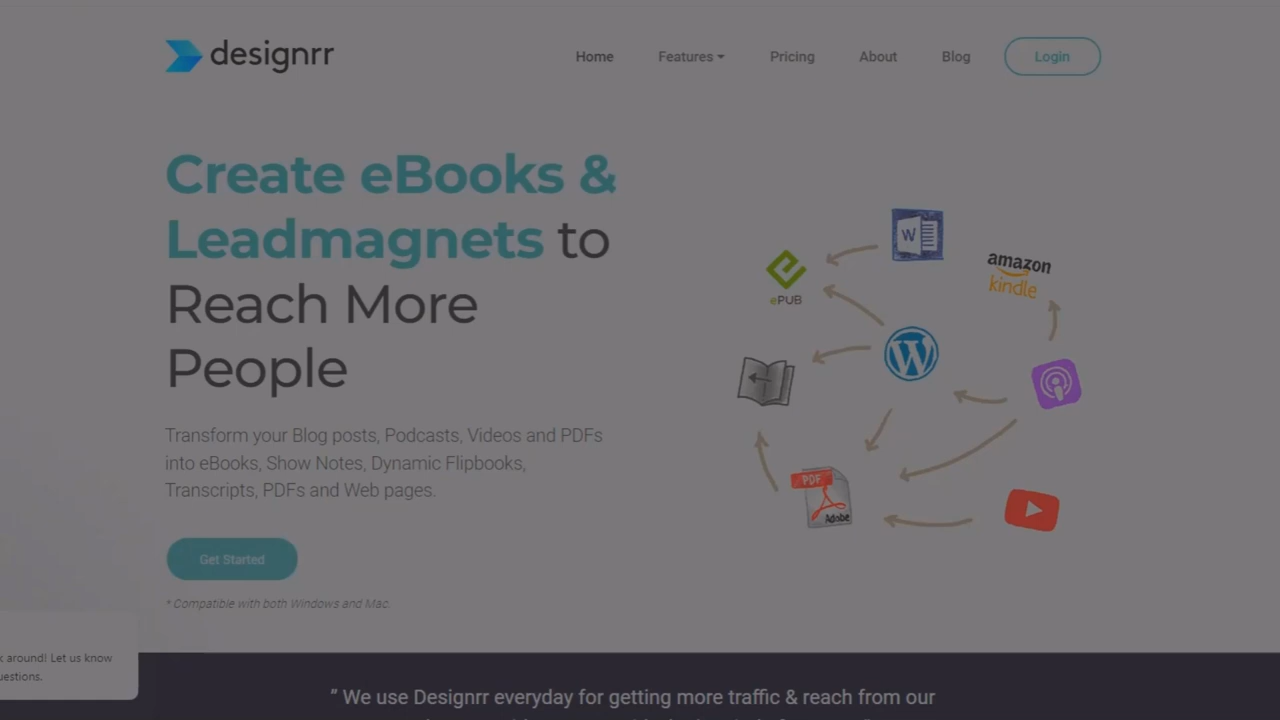 designrr
Home
Features
Pricing
About
Blog
Login
Create eBooks &
Leadmagnets to
Reach More
People
Transform your Blog posts, Podcasts, Videos and PDFs
into eBooks, Show Notes, Dynamic Flipbooks,
Transcripts, PDFs and Web pages.
Get Started
* Compatible with both Windows and Mac.
W
ePUB
amazon
kindle
PDF
Adobe
around! Let us know
questions.
" We use Designrr everyday for getting more traffic & reach from our